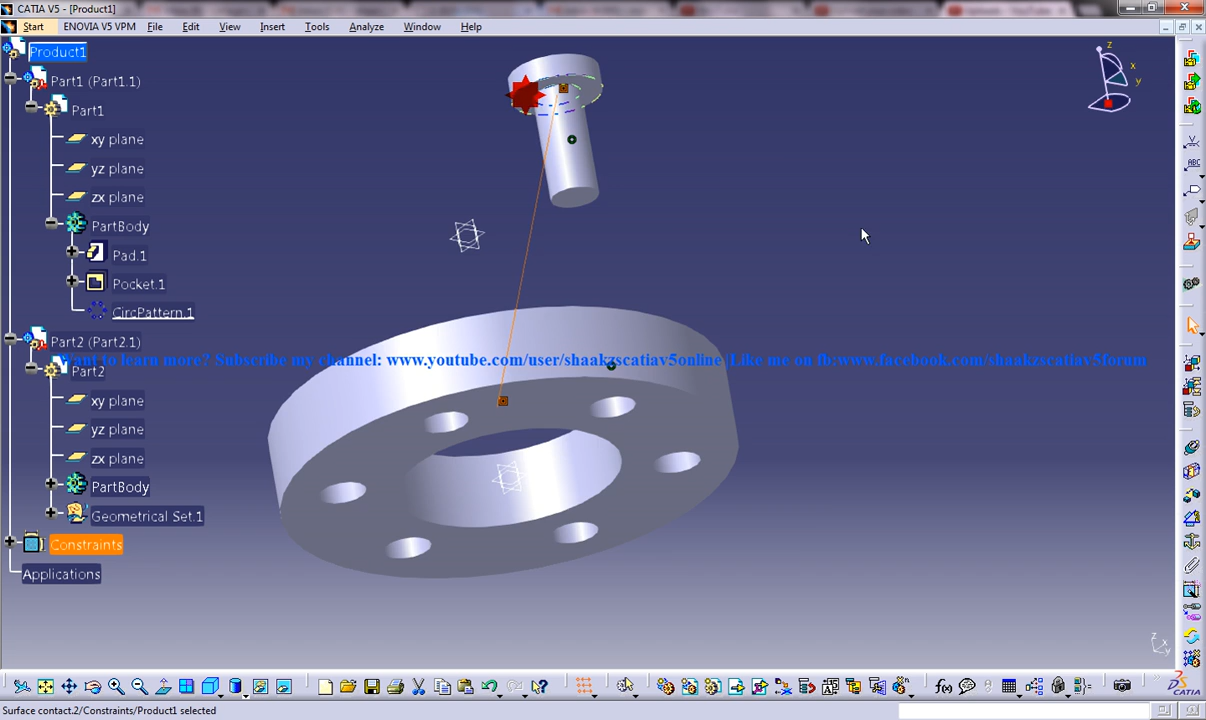 CATIA V5 - [Product1]
Start ENOVIA V5 VPM File Edit View Insert Tools Analyze Window Help
Product1
Part1 (Part1.1)
Part1
xy plane
yz plane
zx plane
PartBody
Pad.1
Pocket.1
CircPattern.1
Part2 (Part2.1)
Want to learn more? Subscribe my channel: www.youtube.com/user/shaakzscatiav5online |Like me on fb:www.facebook.com/shaakzscatiav5forum
Part2
xy plane
yz plane
zx plane
PartBody
Geometrical Set.1
Constraints
Applications
z
x
y
ABC
z
x
f(x)
Surface contact.2/Constraints/Product1 selected